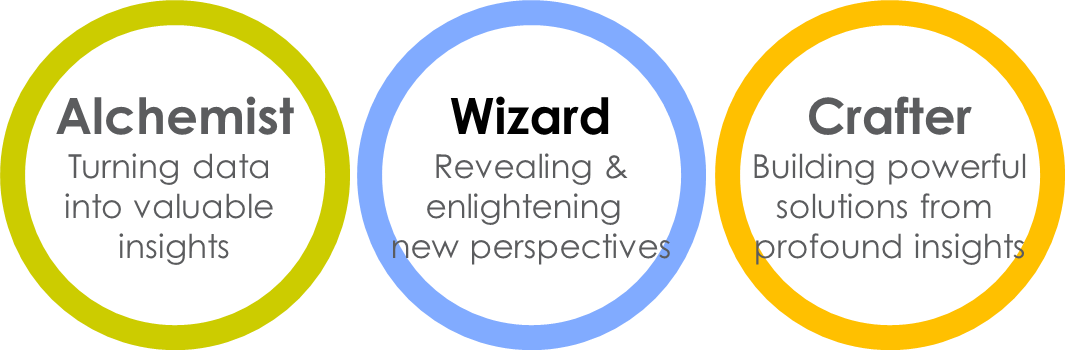 Alchemist
Turning data
into valuable
insights
Wizard
Revealing &
enlightening
new perspectives
Crafter
Building powerful
solutions from
profound insights